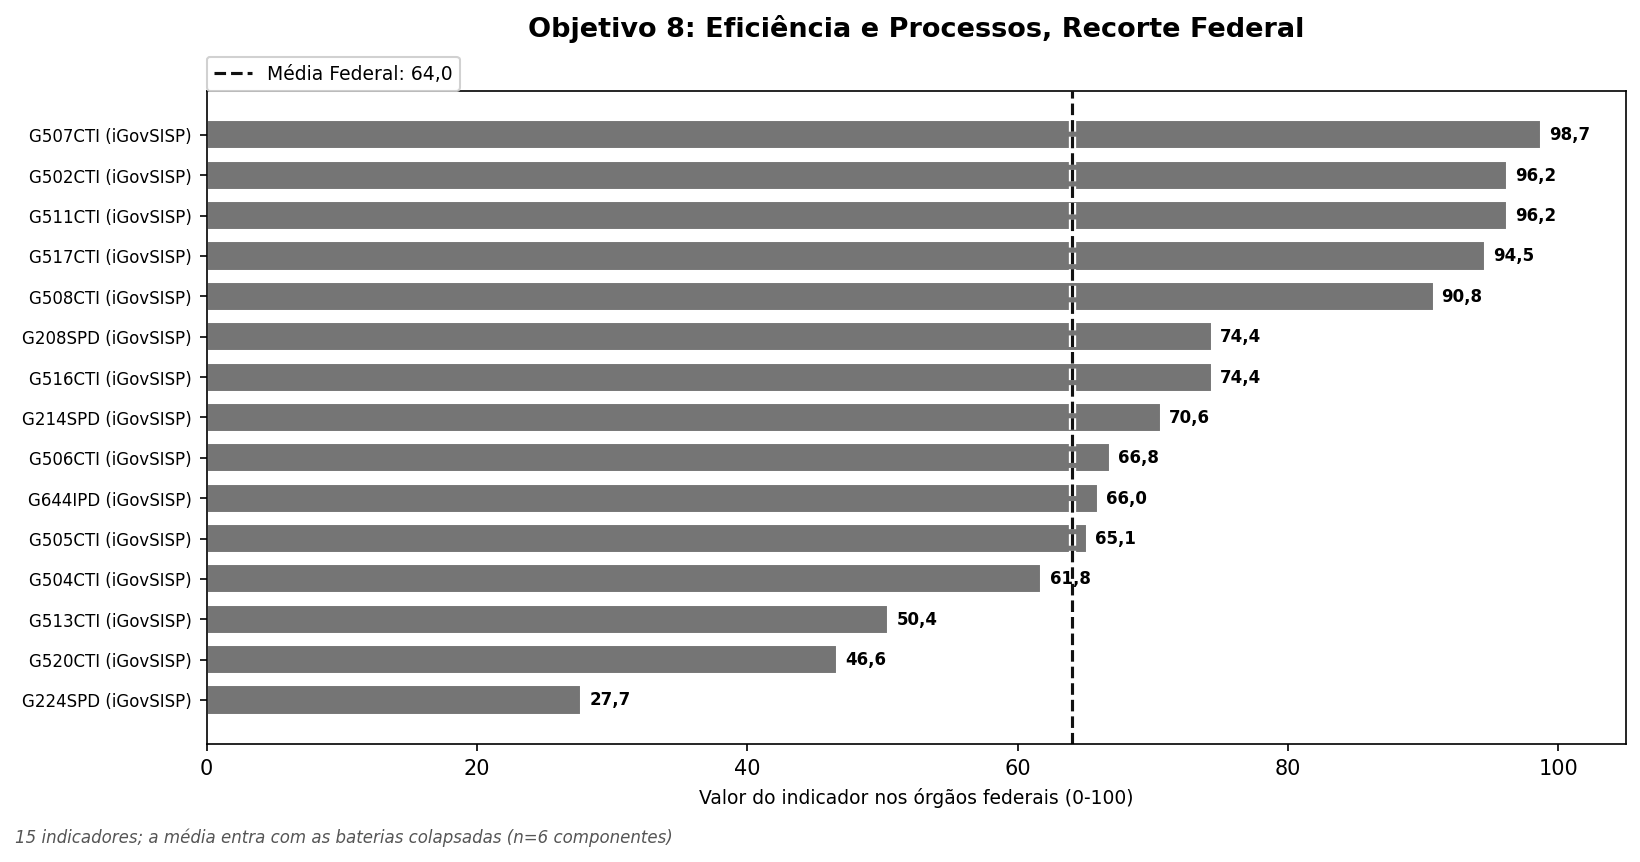 Objetivo 8: Eficiência e Processos, Recorte Federal
Média Federal: 64,0
G507CTI (iGovSISP) 98,7
G502CTI (iGovSISP) 96,2
G511CTI (iGovSISP) 96,2
G517CTI (iGovSISP) 94,5
G508CTI (iGovSISP) 90,8
G208SPD (iGovSISP) 74,4
G516CTI (iGovSISP) 74,4
G214SPD (iGovSISP) 70,6
G506CTI (iGovSISP) 66,8
G644IPD (iGovSISP) 66,0
G505CTI (iGovSISP) 65,1
G504CTI (iGovSISP) 61,8
G513CTI (iGovSISP) 50,4
G520CTI (iGovSISP) 46,6
G224SPD (iGovSISP) 27,7
0 20 40 60 80 100
Valor do indicador nos órgãos federais (0-100)
15 indicadores; a média entra com as baterias colapsadas (n=6 componentes)